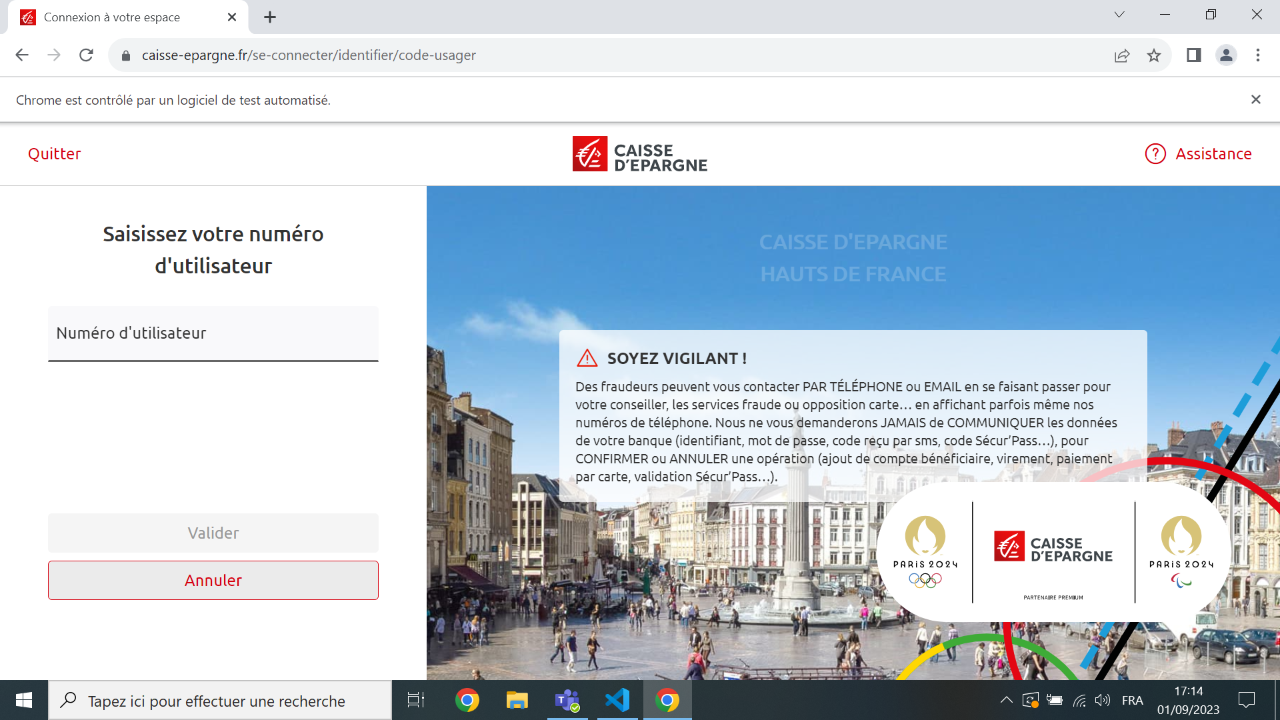 Connexion à votre espace
caisse-epargne.fr/se-connecter/identifier/code-usager
Chrome est contrôlé par un logiciel de test automatisé.
Quitter
CAISSE
D'EPARGNE
Assistance
Saisissez votre numéro
d'utilisateur
Numéro d'utilisateur
Valider
Annuler
CAISSE D'EPARGNE
HAUTS DE FRANCE
SOYEZ VIGILANT !
Des fraudeurs peuvent vous contacter PAR TÉLÉPHONE ou EMAIL en se faisant passer pour
votre conseiller, les services fraude ou opposition carte… en affichant parfois même nos
numéros de téléphone. Nous ne vous demanderons JAMAIS de COMMUNIQUER les données
de votre banque (identifiant, mot de passe, code reçu par sms, code Sécur'Pass…), pour
CONFIRMER ou ANNULER une opération (ajout de compte bénéficiaire, virement, paiement
par carte, validation Sécur'Pass…).
PARIS 2024
CAISSE
D'EPARGNE
PARTENAIRE PREMIUM
PARIS 2024
Tapez ici pour effectuer une recherche
FRA
17:14
01/09/2023